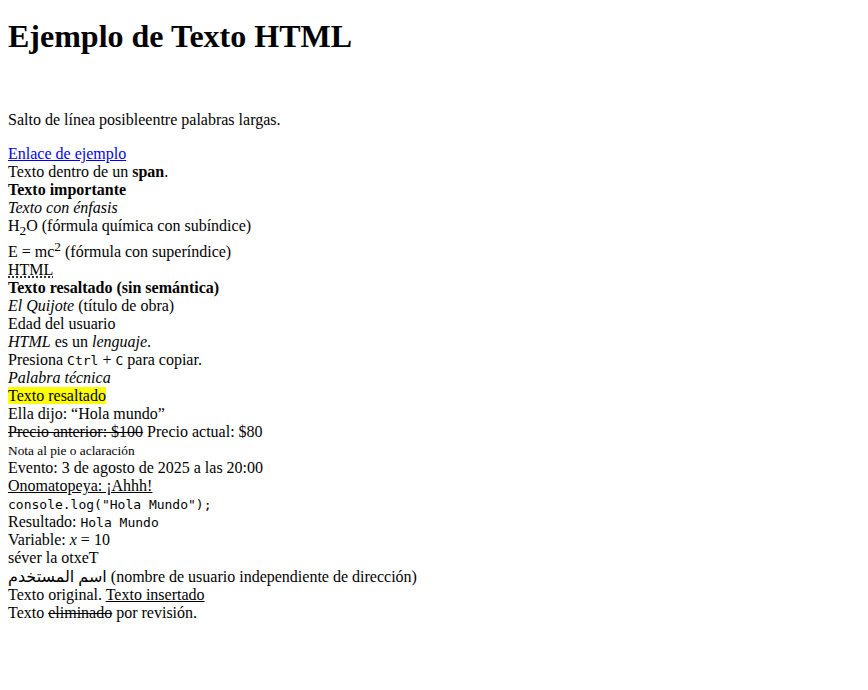 Ejemplo de Texto HTML
Salto de línea posibleentre palabras largas.
Enlace de ejemplo
Texto dentro de un span.
Texto importante
Texto con énfasis
H2O (fórmula química con subíndice)
E = mc2 (fórmula con superíndice)
HTML
Texto resaltado (sin semántica)
El Quijote (título de obra)
Edad del usuario
HTML es un lenguaje.
Presiona Ctrl + C para copiar.
Palabra técnica
Texto resaltado
Ella dijo: “Hola mundo”
Precio anterior: $100 Precio actual: $80
Nota al pie o aclaración
Evento: 3 de agosto de 2025 a las 20:00
Onomatopeya: ¡Ahhh!
console.log("Hola Mundo");
Resultado: Hola Mundo
Variable: x = 10
séver la otxeT
اسم المستخدم (nombre de usuario independiente de dirección)
Texto original. Texto insertado
Texto eliminado por revisión.